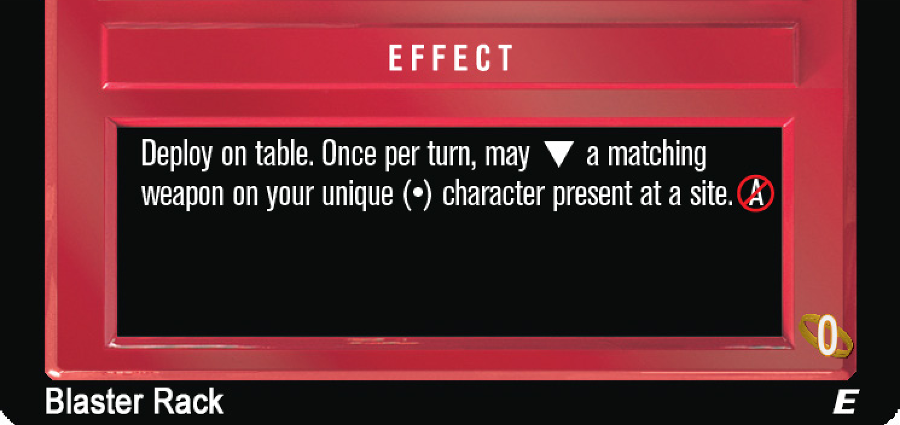 EFFECT
Deploy on table. Once per turn, may ▼ a matching
weapon on your unique (•) character present at a site. A
0
Blaster Rack E